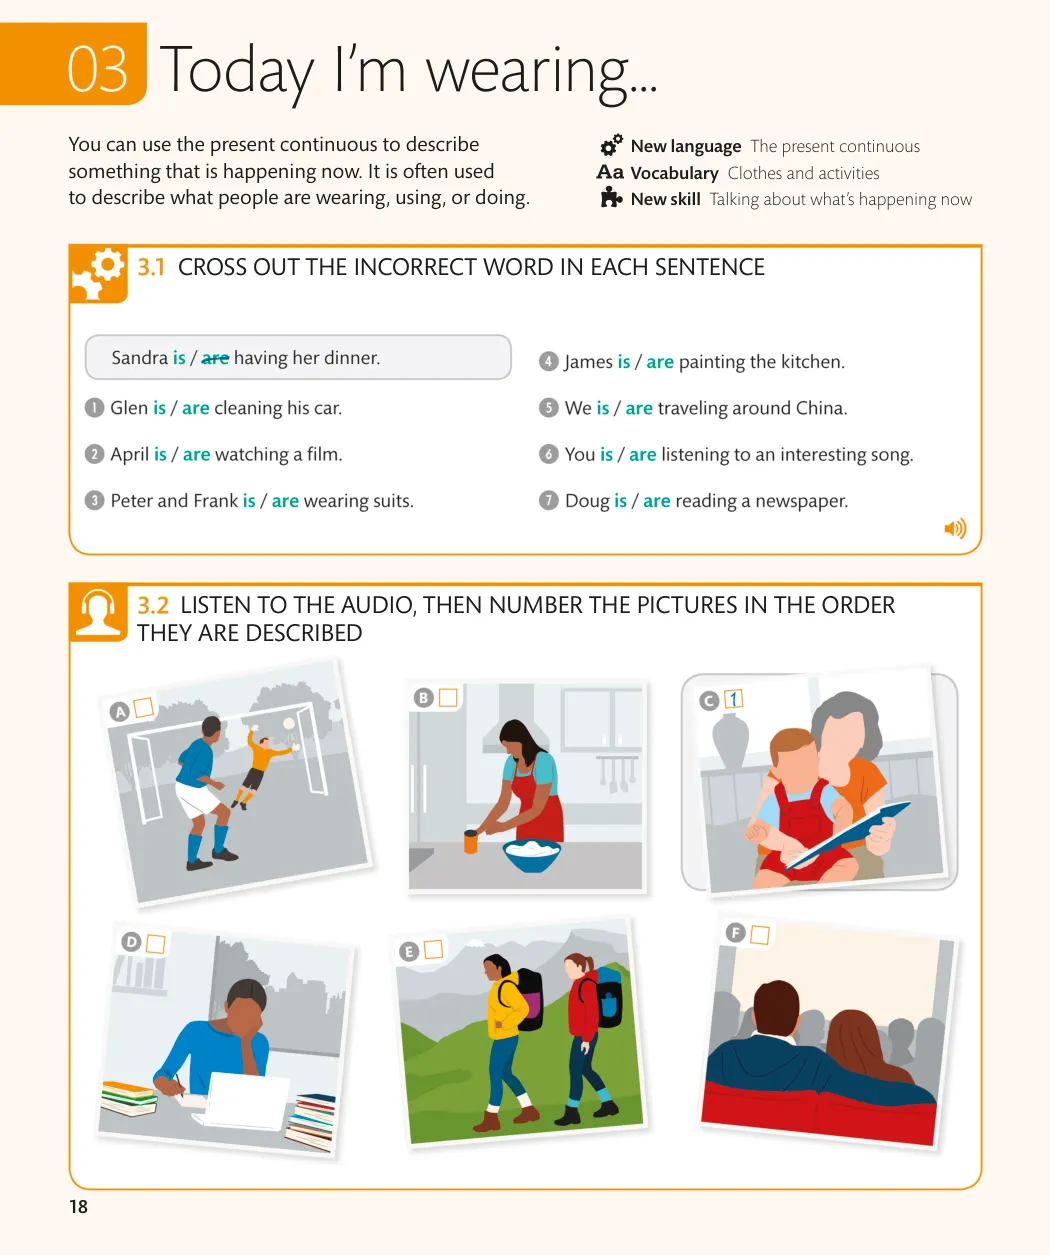 03 Today I'm wearing...
You can use the present continuous to describe
something that is happening now. It is often used
to describe what people are wearing, using, or doing.
New language The present continuous
Aa Vocabulary Clothes and activities
New skill Talking about what's happening now
3.1 CROSS OUT THE INCORRECT WORD IN EACH SENTENCE
Sandra is / are having her dinner.
1 Glen is / are cleaning his car.
2 April is / are watching a film.
3 Peter and Frank is / are wearing suits.
4 James is / are painting the kitchen.
5 We is / are traveling around China.
6 You is / are listening to an interesting song.
7 Doug is / are reading a newspaper.
3.2 LISTEN TO THE AUDIO, THEN NUMBER THE PICTURES IN THE ORDER
THEY ARE DESCRIBED
A
B
C 1
D
E
F
18